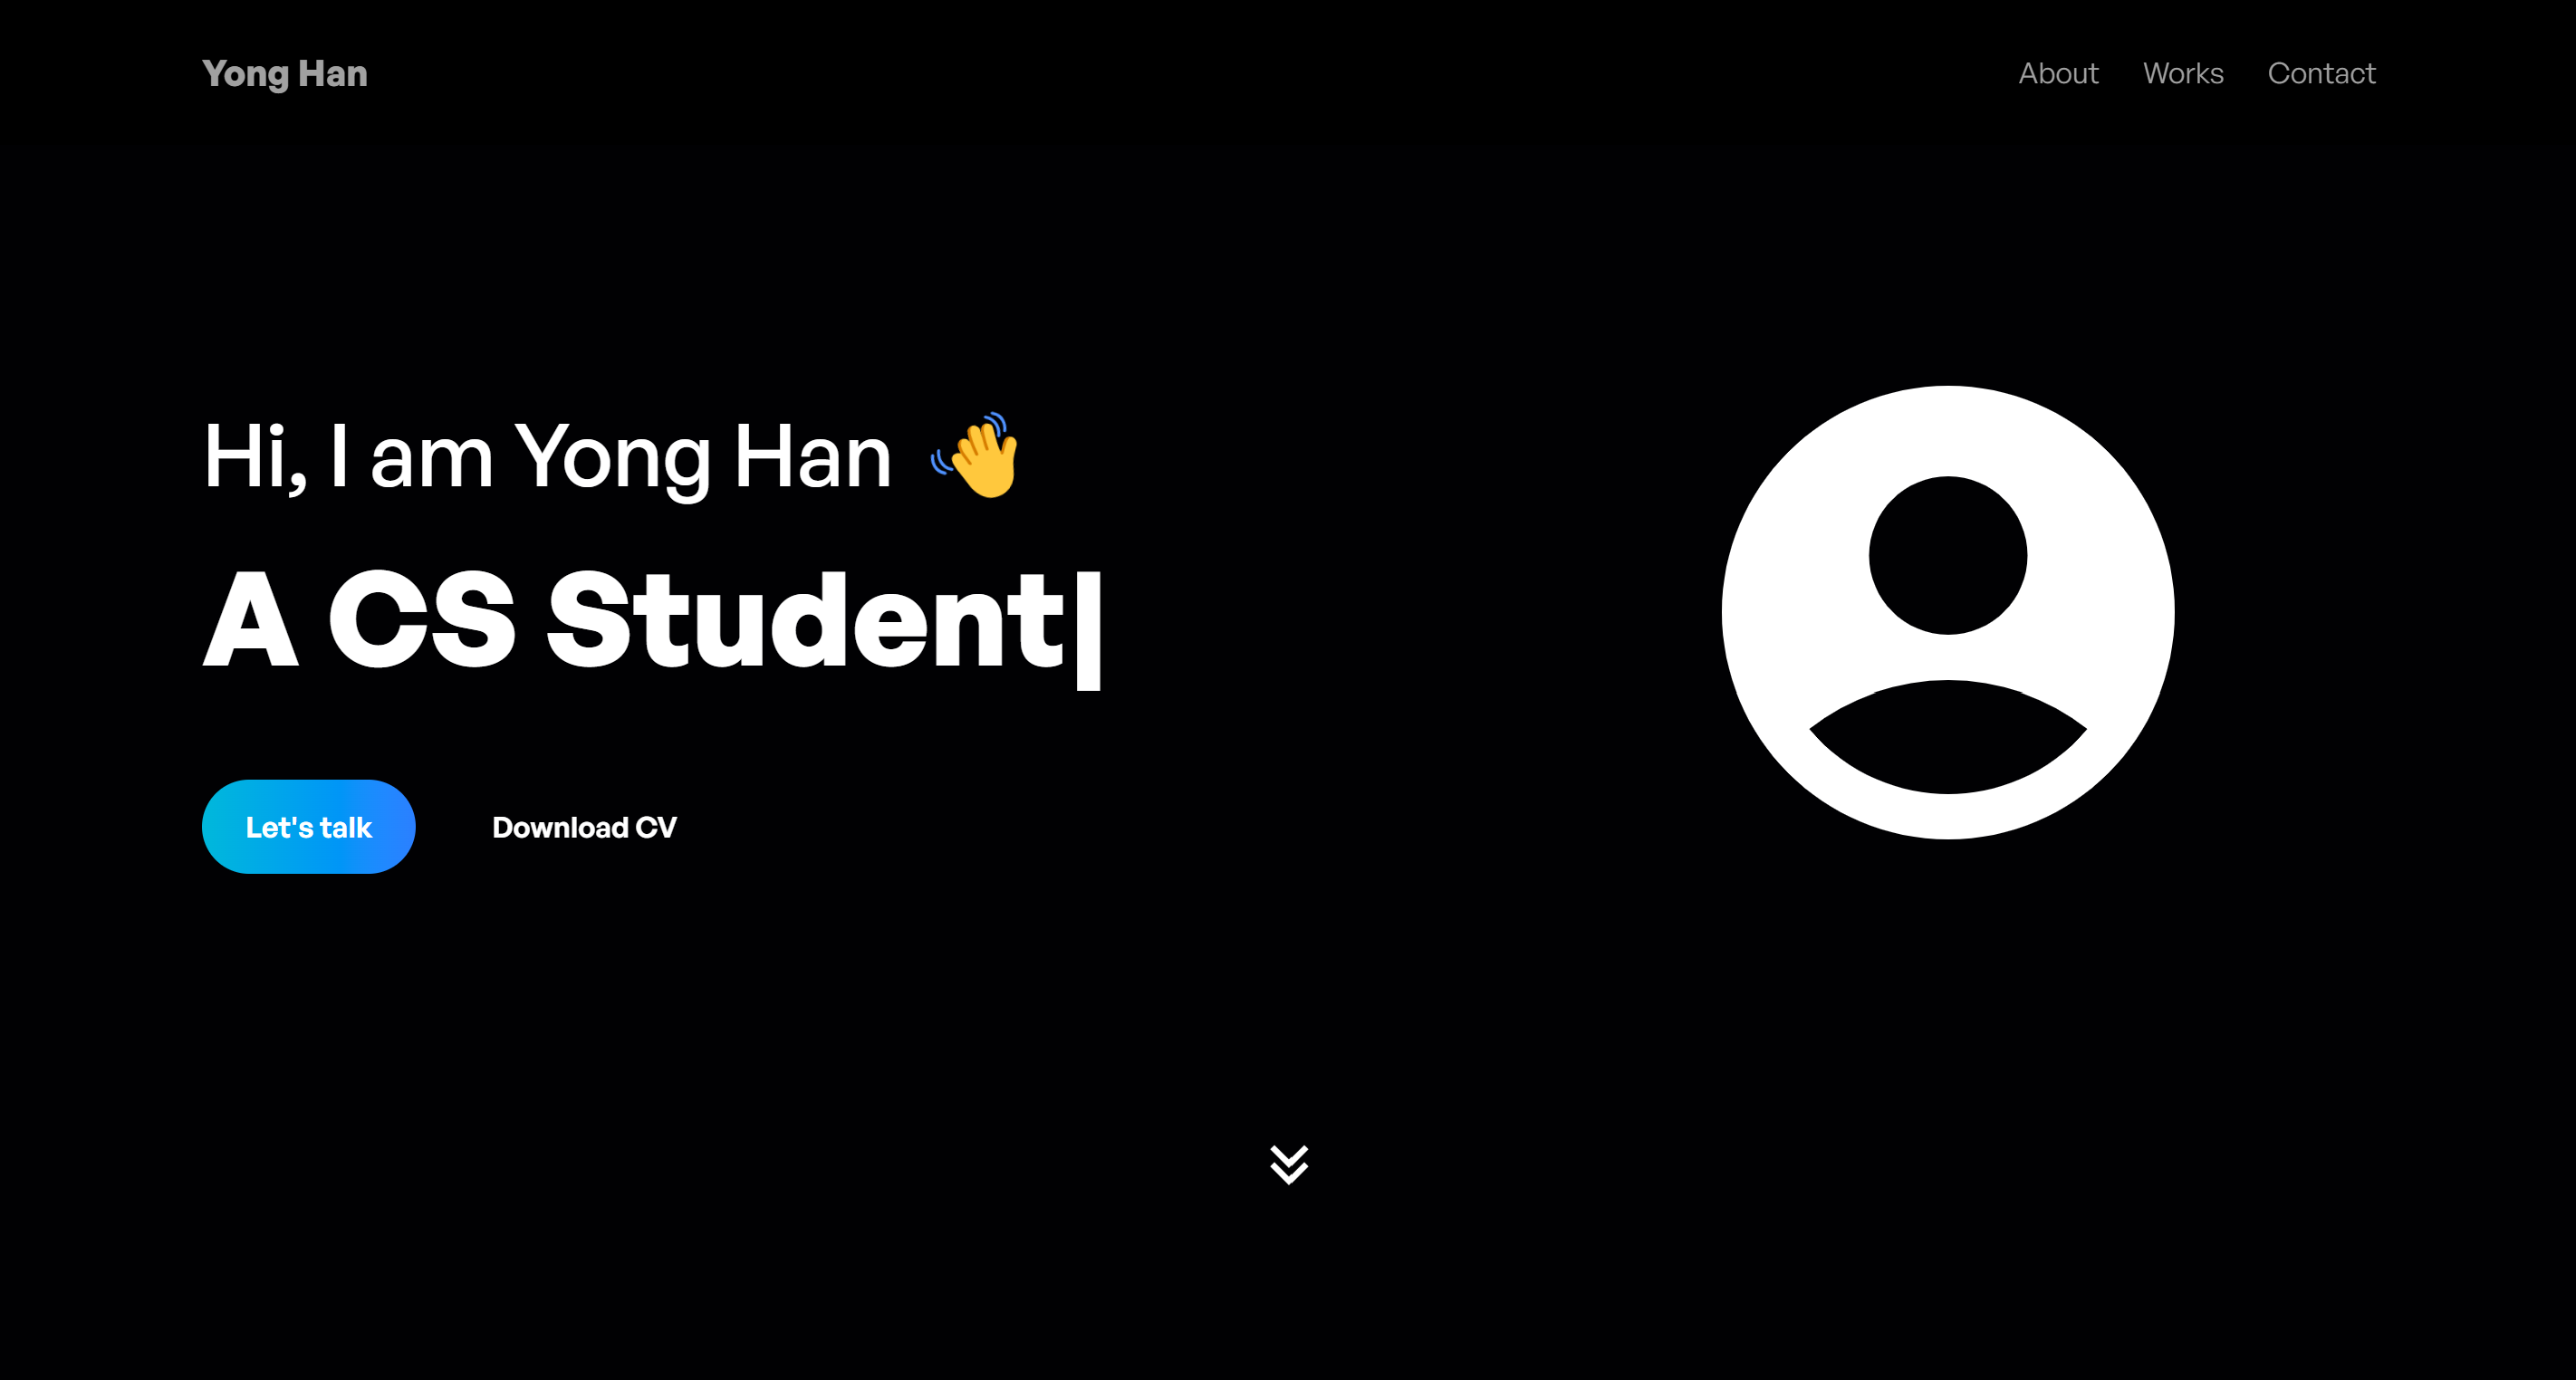 Yong Han
About Works Contact
Hi, I am Yong Han 👋
A CS Student|
Let's talk
Download CV